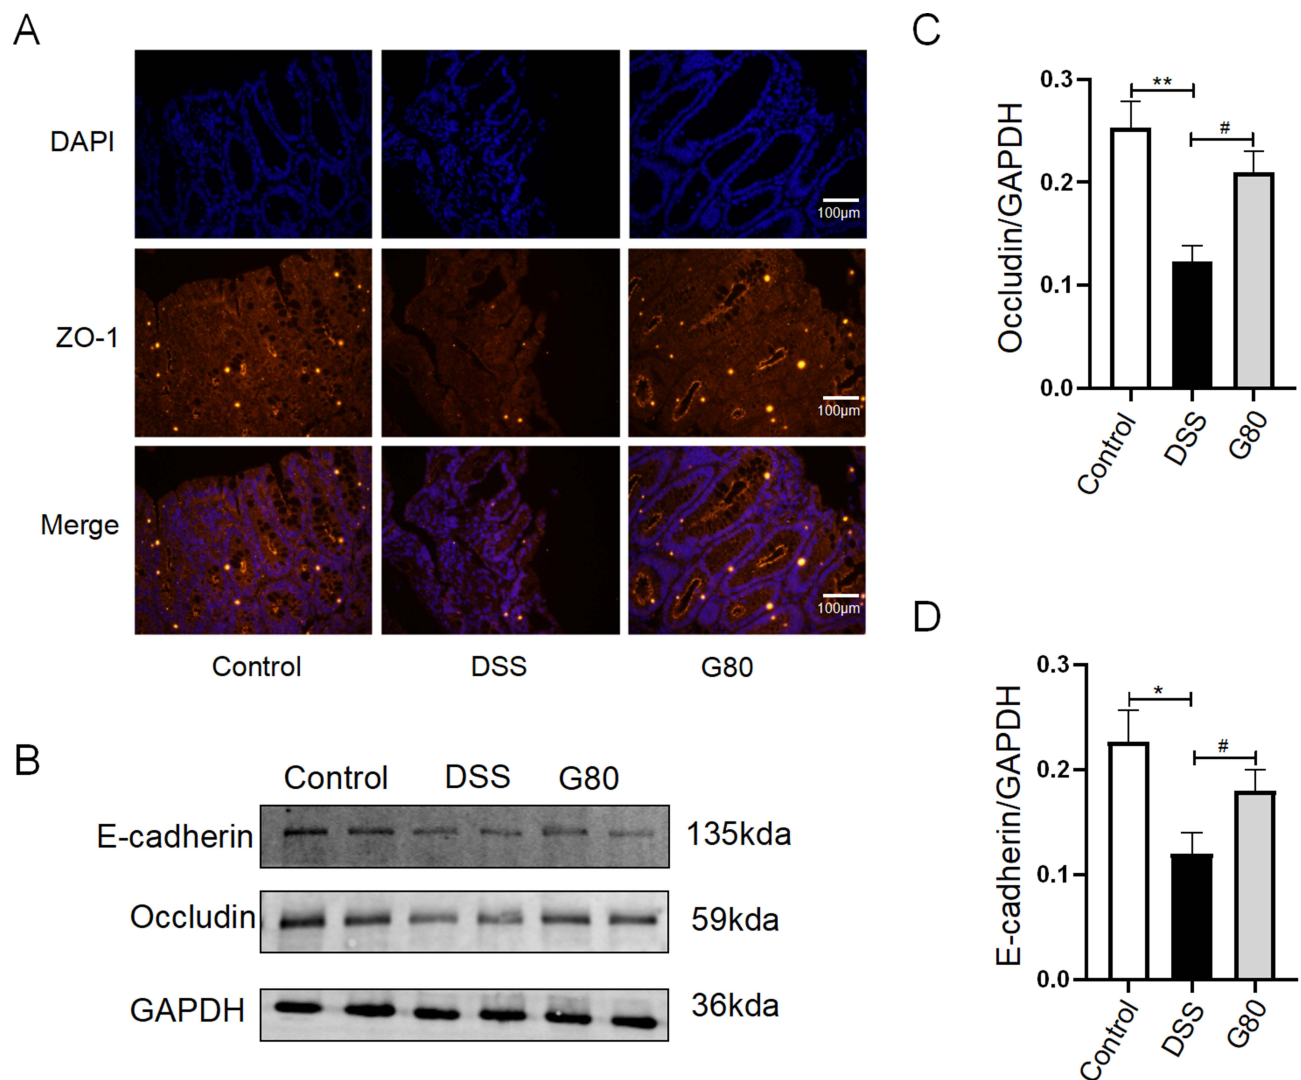 A
DAPI
100μm
ZO-1
100μm
Merge
100μm
Control DSS G80
B
Control DSS G80
E-cadherin 135kda
Occludin 59kda
GAPDH 36kda
C
Occludin/GAPDH
0.3
0.2
0.1
0.0
**
#
Control DSS G80
D
E-cadherin/GAPDH
0.3
0.2
0.1
0.0
*
#
Control DSS G80